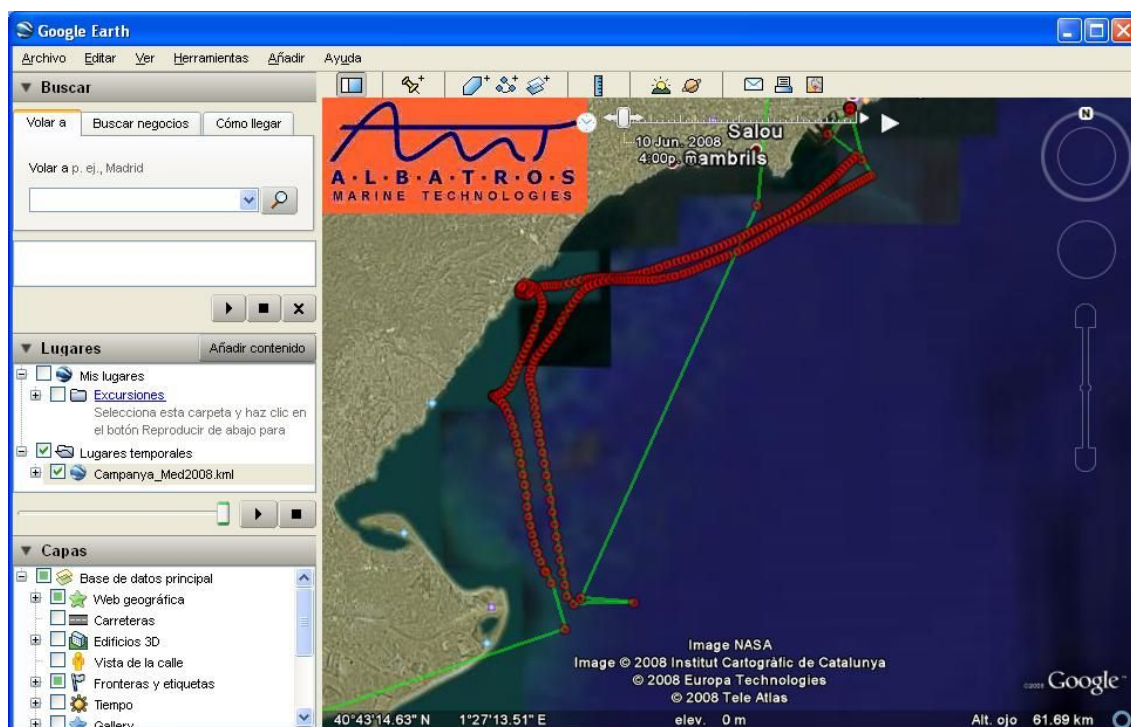 Google Earth
Archivo Editar Ver Herramientas Añadir Ayuda
Buscar
Volar a Buscar negocios Cómo llegar
Volar a p. ej., Madrid
Lugares Añadir contenido
Mis lugares
Excursiones
Selecciona esta carpeta y haz clic en
el botón Reproducir de abajo para
Lugares temporales
Campanya_Med2008.kml
Capas
Base de datos principal
Web geográfica
Carreteras
Edificios 3D
Vista de la calle
Fronteras y etiquetas
Tiempo
Gallery
A·L·B·A·T·R·O·S
MARINE TECHNOLOGIES
10 Jun. 2008
4:00p. m.
Salou
Cambrils
N
Image NASA
Image © 2008 Institut Cartogràfic de Catalunya
© 2008 Europa Technologies
© 2008 Tele Atlas
©2008 Google™
40°43'14.63" N 1°27'13.51" E elev. 0 m Alt. ojo 61.69 km